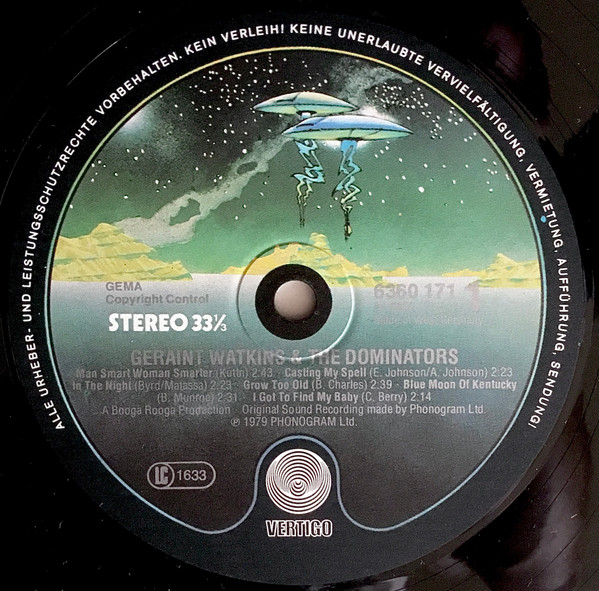 ALLE URHEBER- UND LEISTUNGSSCHUTZRECHTE VORBEHALTEN. KEIN VERLEIH! KEINE UNERLAUBTE VERVIELFÄLTIGUNG, VERMIETUNG, AUFFÜHRUNG, SENDUNG!
GEMA
Copyright Control
6360 171 1
STEREO 33⅓
GERAINT WATKINS & THE DOMINATORS
Man Smart Woman Smarter (Kuth) 2:43 · Casting My Spell (E. Johnson/A. Johnson) 2:23
In The Night (Byrd/Matassa) 2:23 · Grow Too Old (B. Charles) 2:39 · Blue Moon Of Kentucky
(B. Munroe) 2:31 · I Got To Find My Baby (C. Berry) 2:14
A Booga Rooga Production · Original Sound Recording made by Phonogram Ltd.
℗ 1979 PHONOGRAM Ltd.
LC 1633
VERTIGO